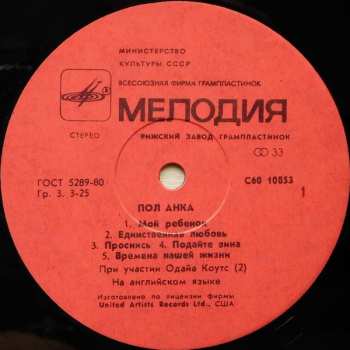 МИНИСТЕРСТВО
КУЛЬТУРЫ СССР
ВСЕСОЮЗНАЯ ФИРМА ГРАМПЛАСТИНОК
МЕЛОДИЯ
СТЕРЕО
РИЖСКИЙ ЗАВОД ГРАМПЛАСТИНОК
33
ГОСТ 5289-80
Гр. 3. 3-25
С60 10853
1
ПОЛ АНКА
1. Мой ребенок
2. Единственная любовь
3. Проснись 4. Подайте вина
5. Времена нашей жизни
При участии Одайа Коутс (2)
На английском языке
Изготовлено по лицензии фирмы
United Artists Records Ltd., США